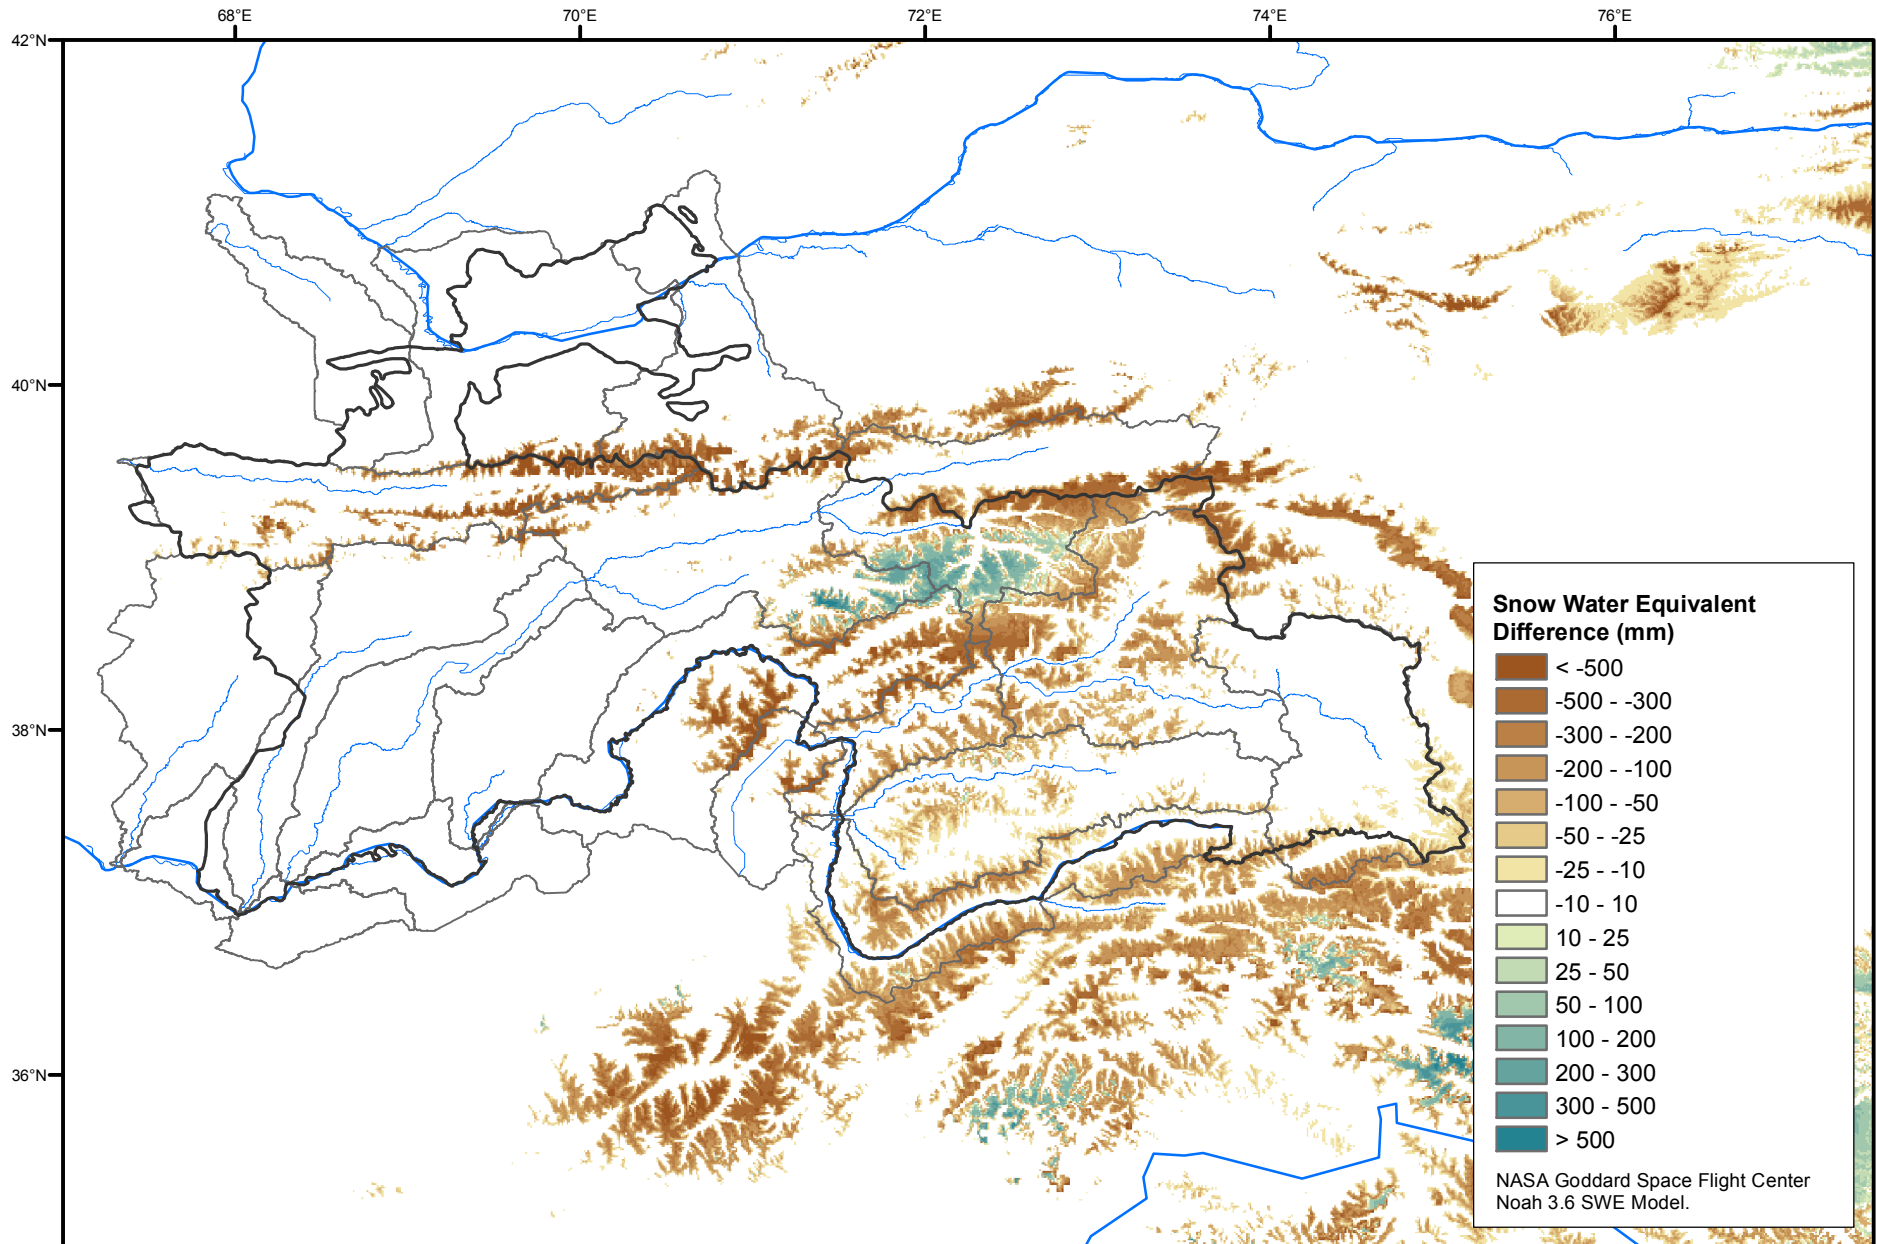 68°E 70°E 72°E 74°E 76°E
42°N
40°N
38°N
36°N
Snow Water Equivalent
Difference (mm)
< -500
-500 - -300
-300 - -200
-200 - -100
-100 - -50
-50 - -25
-25 - -10
-10 - 10
10 - 25
25 - 50
50 - 100
100 - 200
200 - 300
300 - 500
> 500
NASA Goddard Space Flight Center
Noah 3.6 SWE Model.